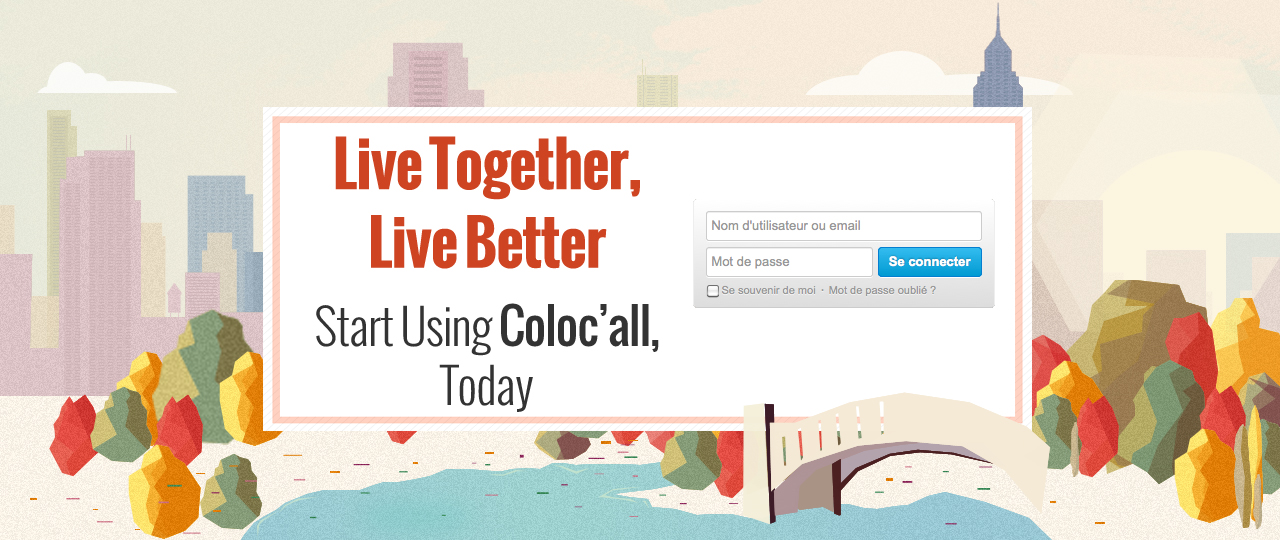 Live Together,
Live Better
Start Using Coloc’all,
Today
Nom d'utilisateur ou email
Mot de passe
Se connecter
Se souvenir de moi · Mot de passe oublié ?